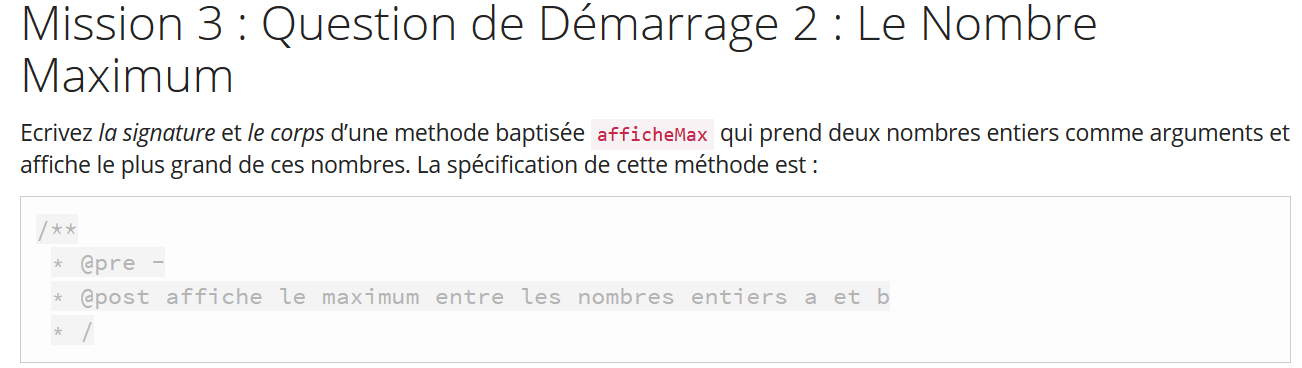 Mission 3 : Question de Démarrage 2 : Le Nombre
Maximum
Ecrivez la signature et le corps d’une methode baptisée afficheMax qui prend deux nombres entiers comme arguments et
affiche le plus grand de ces nombres. La spécification de cette méthode est :
/**
* @pre -
* @post affiche le maximum entre les nombres entiers a et b
* /